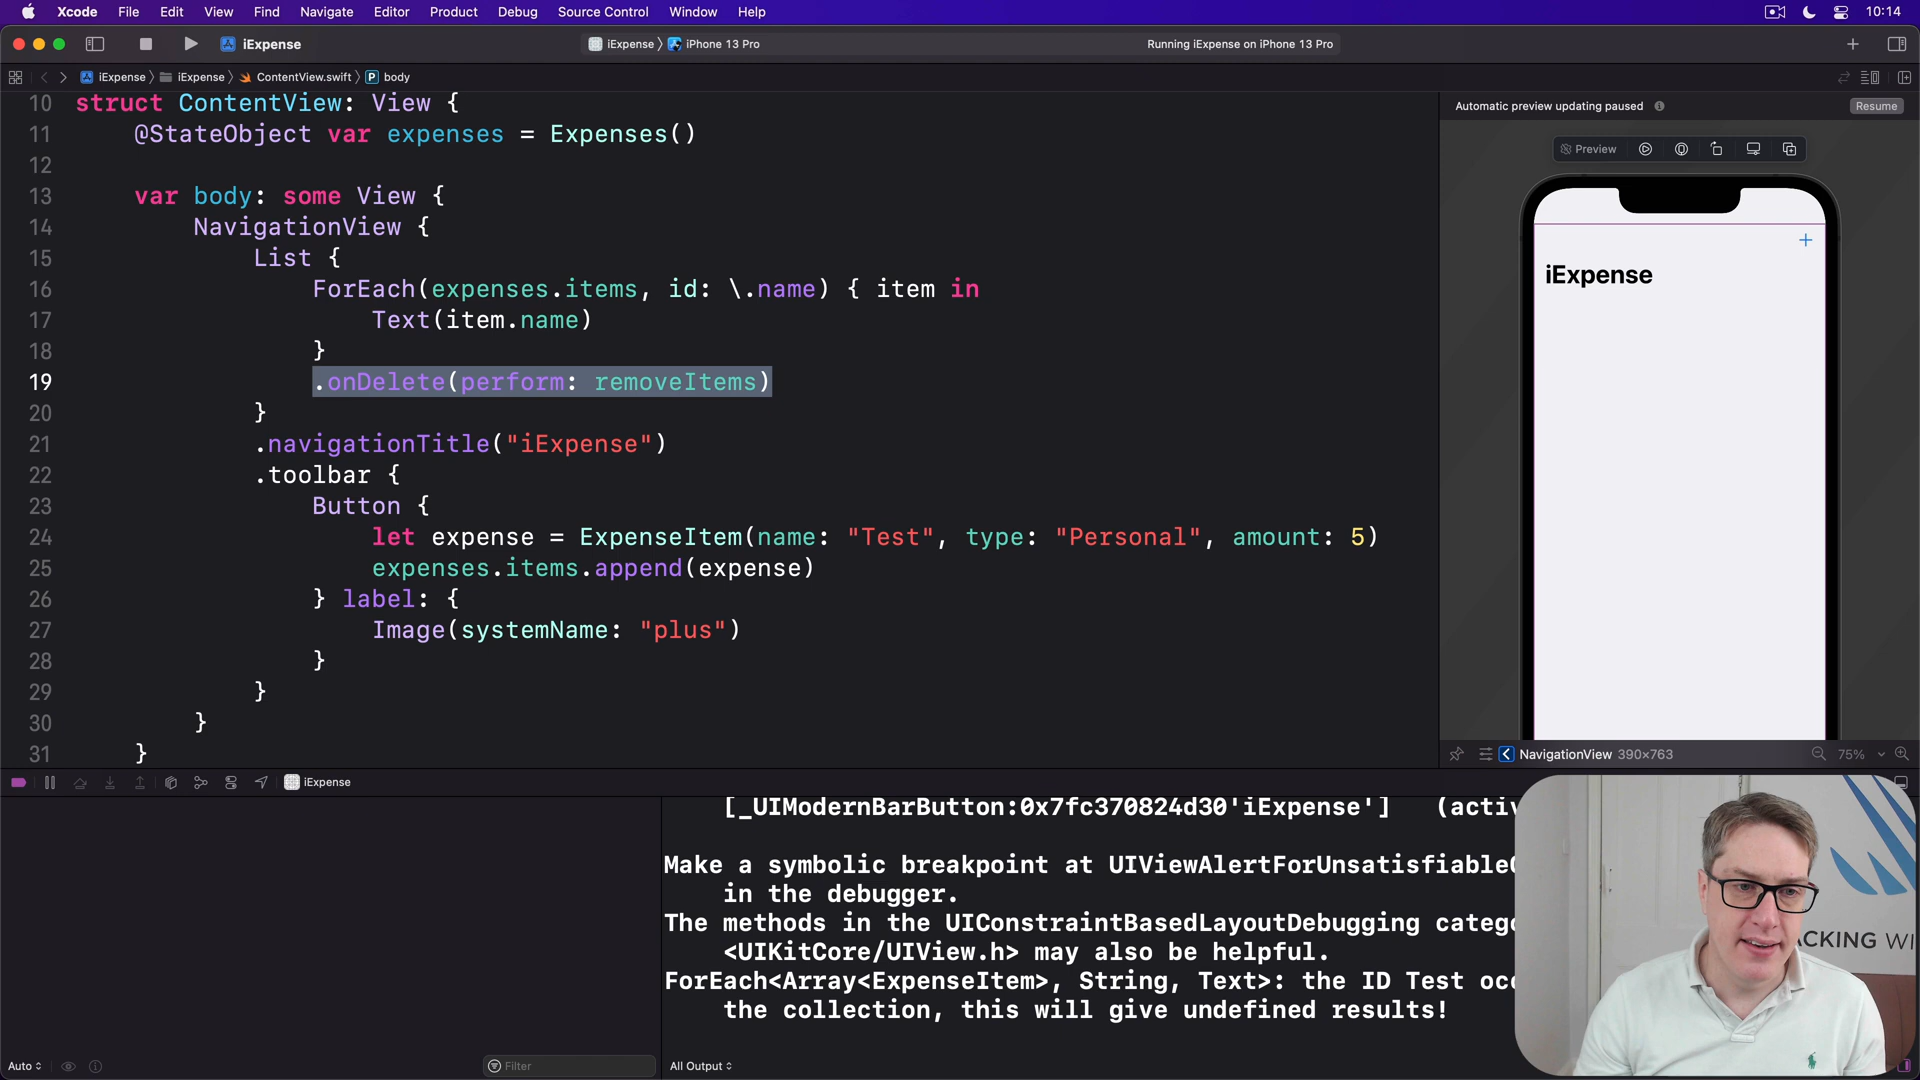 Xcode File Edit View Find Navigate Editor Product Debug Source Control Window Help 10:14
iExpense iExpense iPhone 13 Pro Running iExpense on iPhone 13 Pro
iExpense iExpense ContentView.swift P body
Automatic preview updating paused Resume
Preview
10 struct ContentView: View {
11 @StateObject var expenses = Expenses()
12
13 var body: some View {
14 NavigationView {
15 List {
16 ForEach(expenses.items, id: \.name) { item in
17 Text(item.name)
18 }
19 .onDelete(perform: removeItems)
20 }
21 .navigationTitle("iExpense")
22 .toolbar {
23 Button {
24 let expense = ExpenseItem(name: "Test", type: "Personal", amount: 5)
25 expenses.items.append(expense)
26 } label: {
27 Image(systemName: "plus")
28 }
29 }
30 }
31 }
iExpense
NavigationView 390×763 75%
iExpense
[_UIModernBarButton:0x7fc370824d30'iExpense'] (activ
Make a symbolic breakpoint at UIViewAlertForUnsatisfiable
in the debugger.
The methods in the UIConstraintBasedLayoutDebugging catego
<UIKitCore/UIView.h> may also be helpful.
ForEach<Array<ExpenseItem>, String, Text>: the ID Test occ
the collection, this will give undefined results!
ACKING WI
Auto Filter All Output